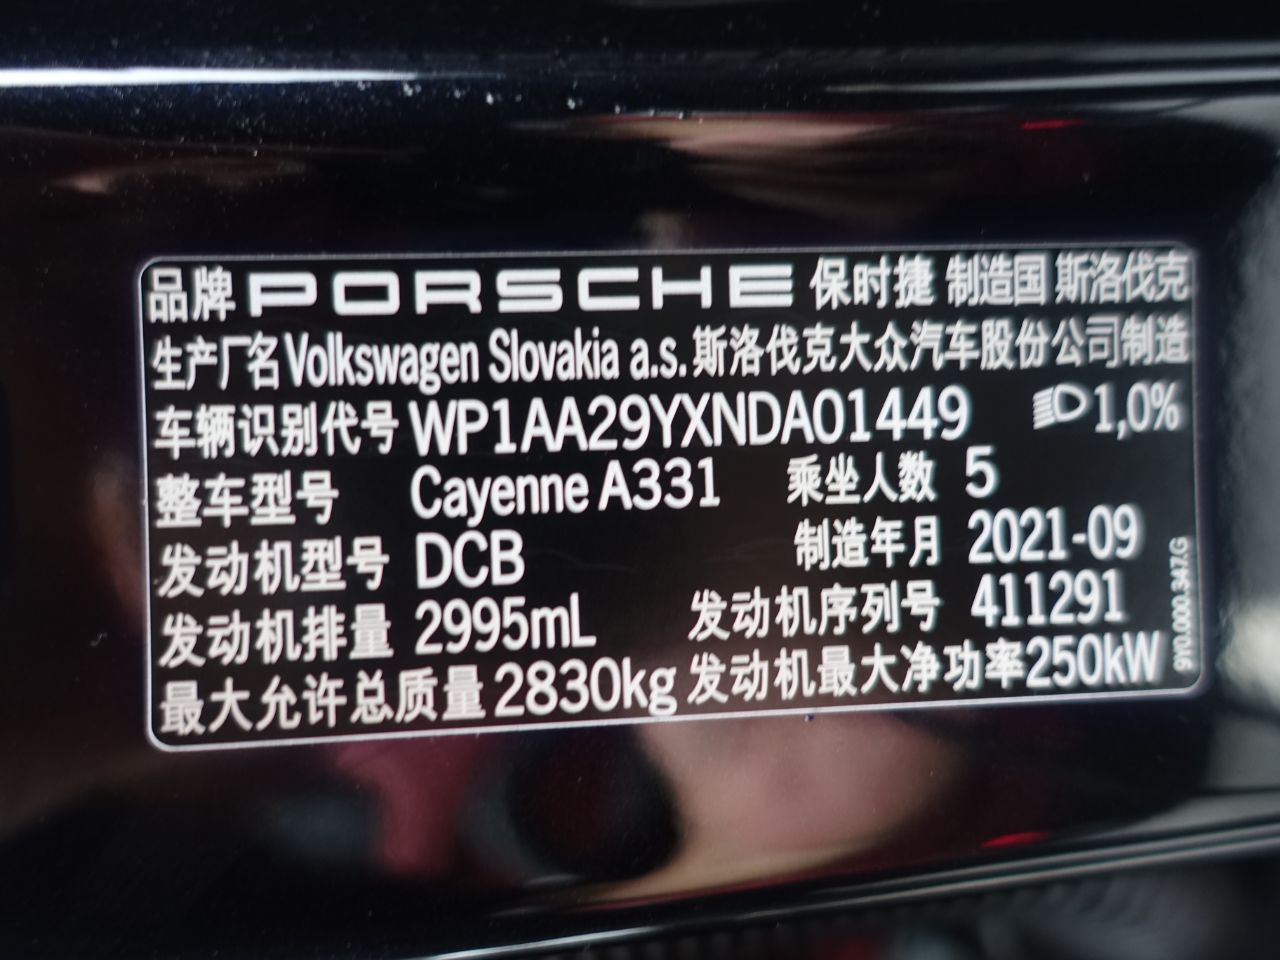 品牌 PORSCHE 保时捷 制造国 斯洛伐克
生产厂名 Volkswagen Slovakia a.s. 斯洛伐克大众汽车股份公司制造
车辆识别代号 WP1AA29YXNDA01449 1,0%
整车型号 Cayenne A331 乘坐人数 5
发动机型号 DCB 制造年月 2021-09
发动机排量 2995mL 发动机序列号 411291
最大允许总质量 2830kg 发动机最大净功率 250kW
9Y0.000.347.G